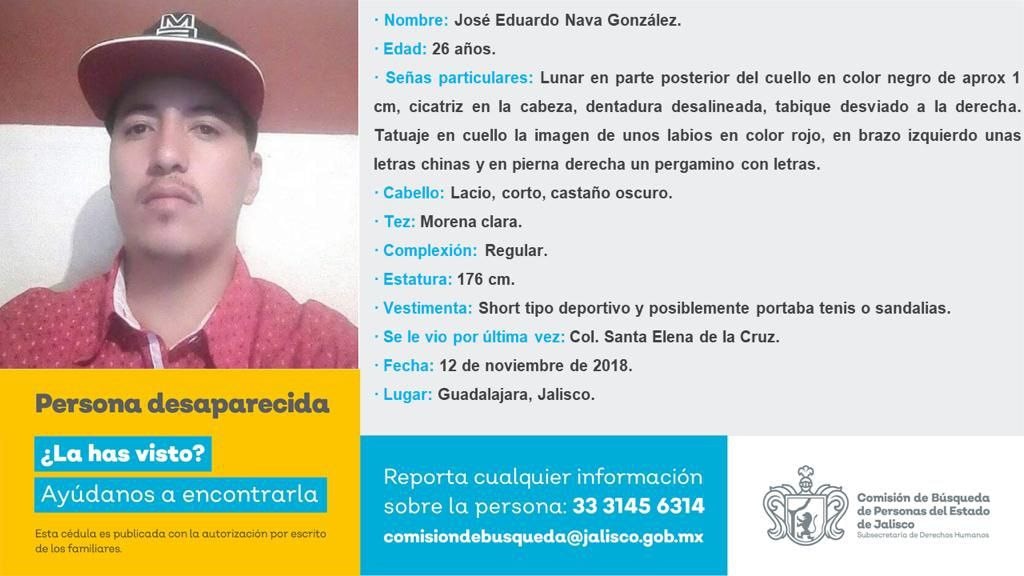 · Nombre: José Eduardo Nava González.
· Edad: 26 años.
· Señas particulares: Lunar en parte posterior del cuello en color negro de aprox 1
cm, cicatriz en la cabeza, dentadura desalineada, tabique desviado a la derecha.
Tatuaje en cuello la imagen de unos labios en color rojo, en brazo izquierdo unas
letras chinas y en pierna derecha un pergamino con letras.
· Cabello: Lacio, corto, castaño oscuro.
· Tez: Morena clara.
· Complexión: Regular.
· Estatura: 176 cm.
· Vestimenta: Short tipo deportivo y posiblemente portaba tenis o sandalias.
· Se le vio por última vez: Col. Santa Elena de la Cruz.
· Fecha: 12 de noviembre de 2018.
· Lugar: Guadalajara, Jalisco.
Persona desaparecida
¿La has visto?
Ayúdanos a encontrarla
Esta cédula es publicada con la autorización por escrito
de los familiares.
Reporta cualquier información
sobre la persona: 33 3145 6314
comisiondebusqueda@jalisco.gob.mx
Comisión de Búsqueda
de Personas del Estado
de Jalisco
Subsecretaría de Derechos Humanos